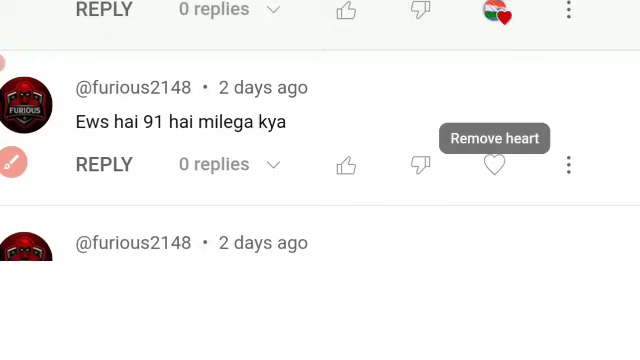 REPLY 0 replies
@furious2148 • 2 days ago
FURIOUS
Ews hai 91 hai milega kya
Remove heart
REPLY 0 replies
@furious2148 • 2 days ago